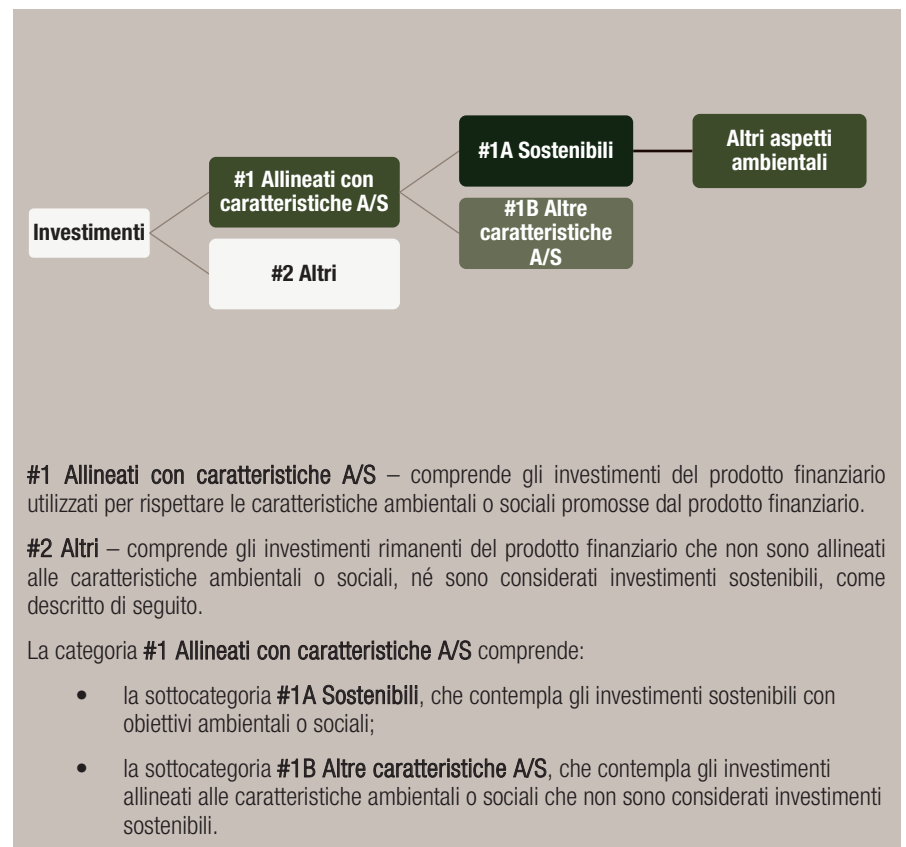 #1A Sostenibili
Altri aspetti
ambientali
#1 Allineati con
caratteristiche A/S
#1B Altre
caratteristiche
A/S
Investimenti
#2 Altri
#1 Allineati con caratteristiche A/S – comprende gli investimenti del prodotto finanziario
utilizzati per rispettare le caratteristiche ambientali o sociali promosse dal prodotto finanziario.
#2 Altri – comprende gli investimenti rimanenti del prodotto finanziario che non sono allineati
alle caratteristiche ambientali o sociali, né sono considerati investimenti sostenibili, come
descritto di seguito.
La categoria #1 Allineati con caratteristiche A/S comprende:
• la sottocategoria #1A Sostenibili, che contempla gli investimenti sostenibili con
obiettivi ambientali o sociali;
• la sottocategoria #1B Altre caratteristiche A/S, che contempla gli investimenti
allineati alle caratteristiche ambientali o sociali che non sono considerati investimenti
sostenibili.